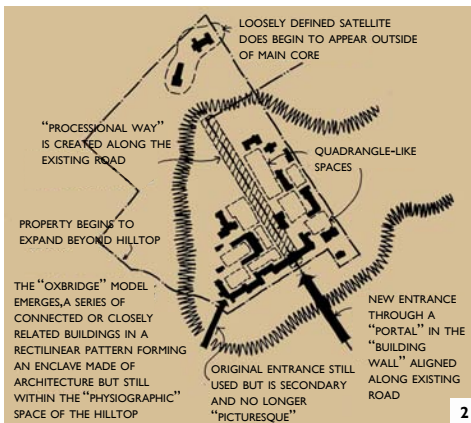 LOOSELY DEFINED SATELLITE
DOES BEGIN TO APPEAR OUTSIDE
OF MAIN CORE
“PROCESSIONAL WAY”
IS CREATED ALONG THE
EXISTING ROAD
QUADRANGLE-LIKE
SPACES
PROPERTY BEGINS TO
EXPAND BEYOND HILLTOP
THE “OXBRIDGE” MODEL
EMERGES,A SERIES OF
CONNECTED OR CLOSELY
RELATED BUILDINGS IN A
RECTILINEAR PATTERN FORMING
AN ENCLAVE MADE OF
ARCHITECTURE BUT STILL
WITHIN THE “PHYSIOGRAPHIC”
SPACE OF THE HILLTOP
ORIGINAL ENTRANCE STILL
USED BUT IS SECONDARY
AND NO LONGER
“PICTURESQUE”
NEW ENTRANCE
THROUGH A
“PORTAL” IN THE
“BUILDING
WALL” ALIGNED
ALONG EXISTING
ROAD
2